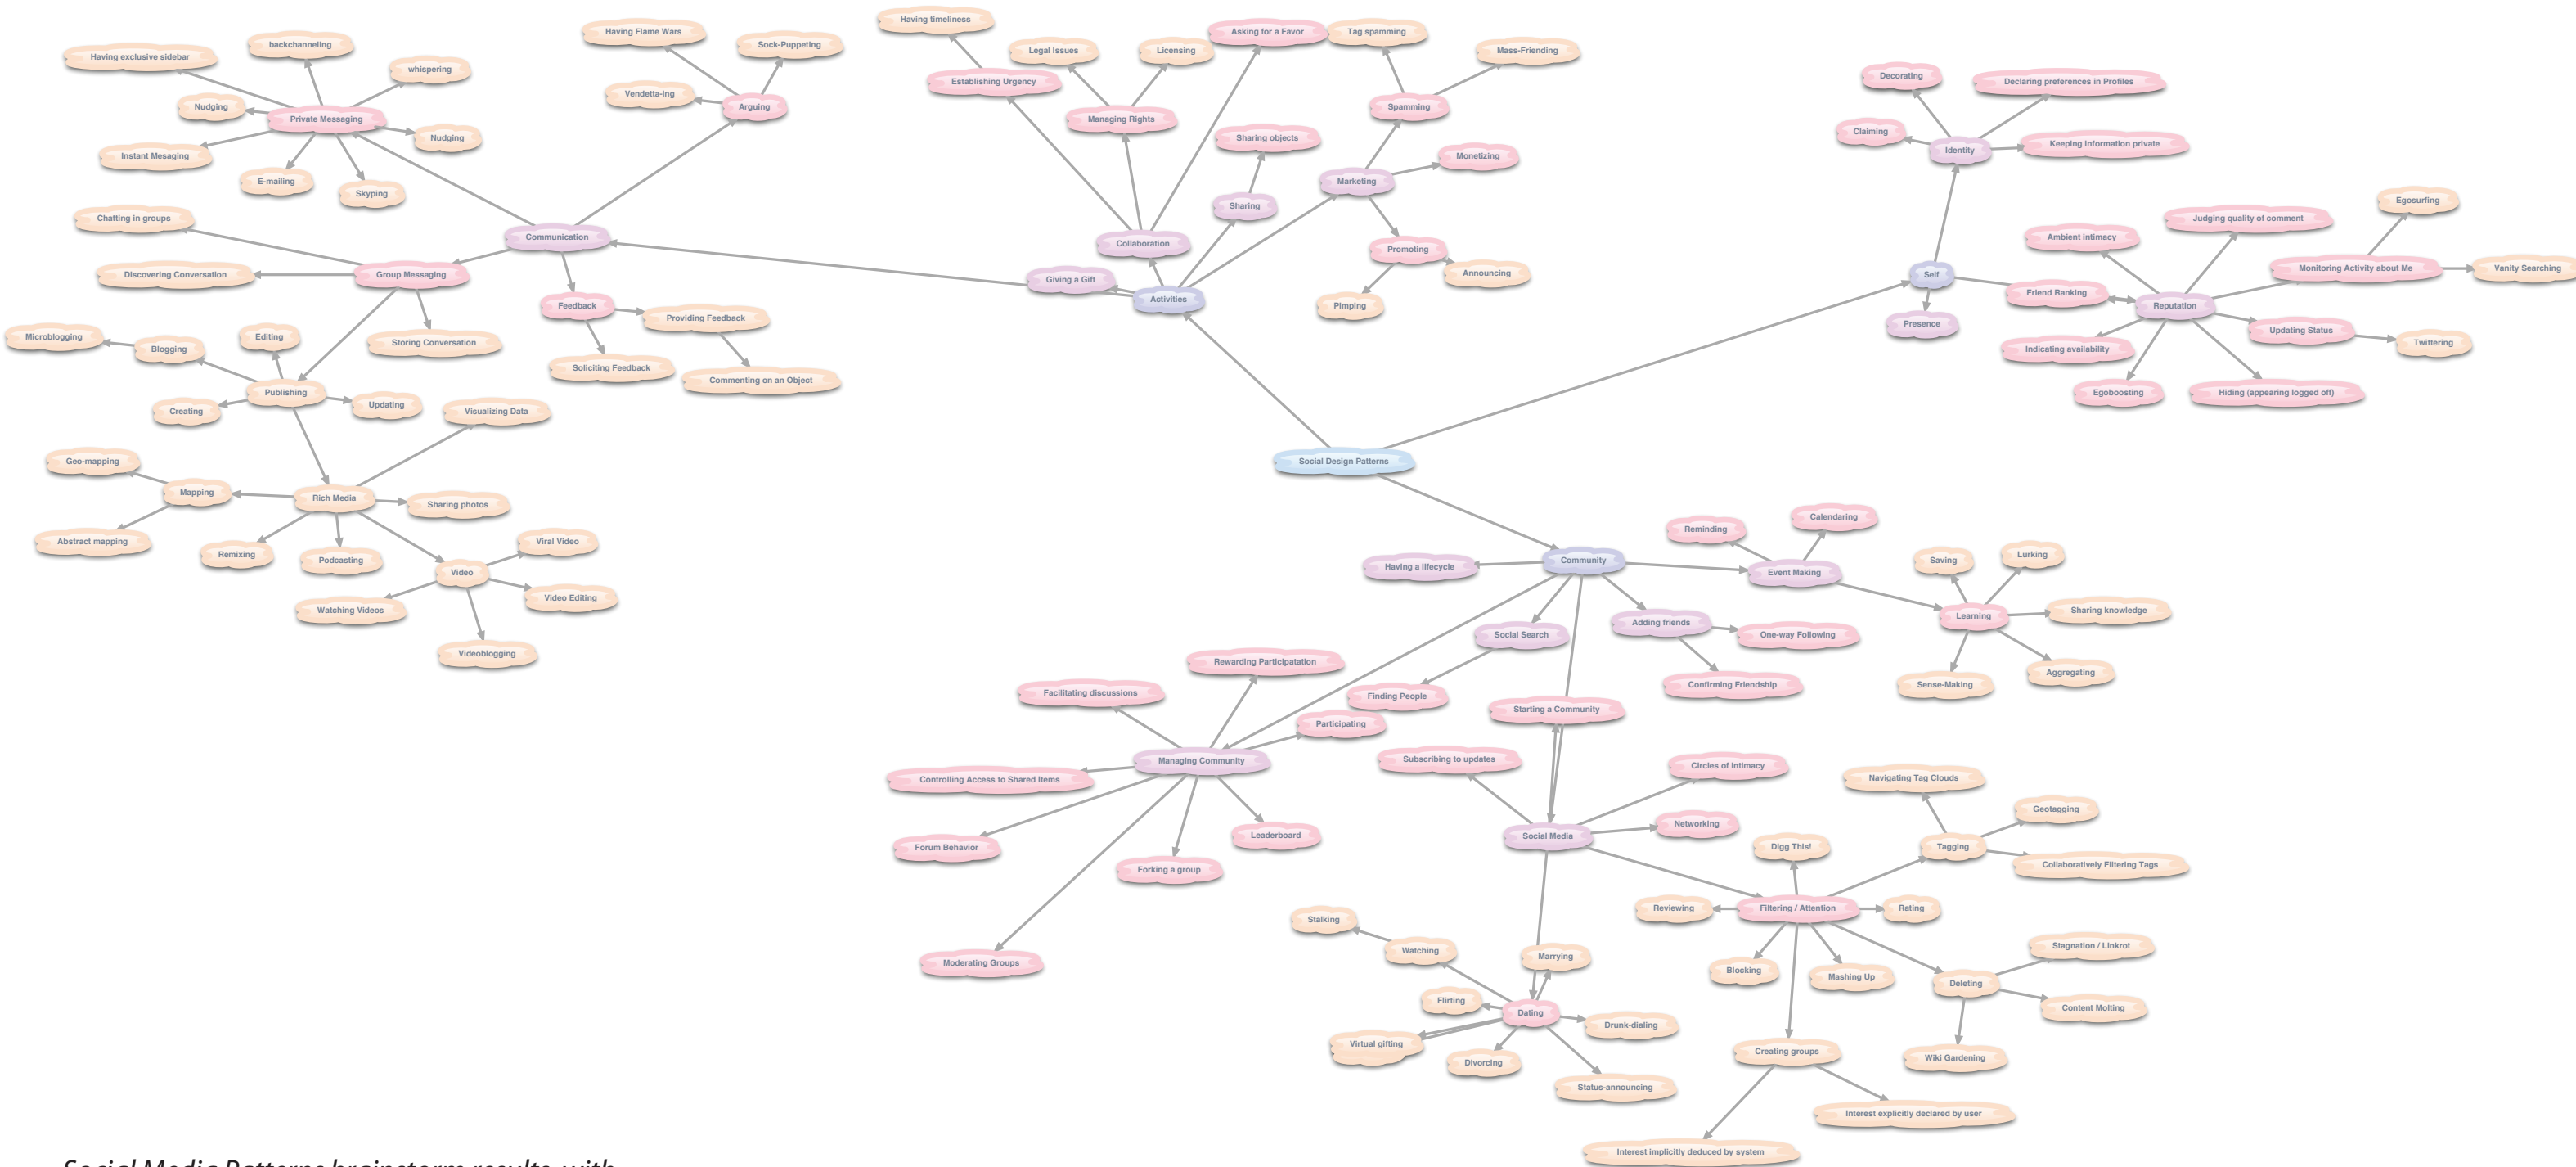 Having timeliness
Having Flame Wars
Asking for a Favor
Tag spamming
backchanneling
Sock-Puppeting
Legal Issues
Licensing
Mass-Friending
Having exclusive sidebar
whispering
Establishing Urgency
Decorating
Declaring preferences in Profiles
Vendetta-ing
Nudging
Arguing
Spamming
Private Messaging
Managing Rights
Claiming
Nudging
Sharing objects
Keeping information private
Identity
Instant Mesaging
Monetizing
E-mailing
Marketing
Skyping
Egosurfing
Sharing
Chatting in groups
Judging quality of comment
Communication
Ambient intimacy
Collaboration
Promoting
Monitoring Activity about Me
Vanity Searching
Discovering Conversation
Group Messaging
Announcing
Self
Giving a Gift
Friend Ranking
Activities
Feedback
Pimping
Reputation
Providing Feedback
Presence
Updating Status
Microblogging
Editing
Storing Conversation
Twittering
Blogging
Indicating availability
Soliciting Feedback
Commenting on an Object
Publishing
Egoboosting
Hiding (appearing logged off)
Updating
Creating
Visualizing Data
Geo-mapping
Social Design Patterns
Mapping
Rich Media
Sharing photos
Calendaring
Reminding
Abstract mapping
Viral Video
Remixing
Lurking
Podcasting
Community
Saving
Having a lifecycle
Video
Event Making
Video Editing
Watching Videos
Sharing knowledge
Learning
Adding friends
Social Search
One-way Following
Videoblogging
Rewarding Participatation
Aggregating
Confirming Friendship
Sense-Making
Facilitating discussions
Finding People
Starting a Community
Participating
Subscribing to updates
Managing Community
Circles of intimacy
Controlling Access to Shared Items
Navigating Tag Clouds
Geotagging
Networking
Leaderboard
Social Media
Forum Behavior
Digg This!
Tagging
Collaboratively Filtering Tags
Forking a group
Reviewing
Filtering / Attention
Rating
Stalking
Stagnation / Linkrot
Watching
Marrying
Moderating Groups
Blocking
Mashing Up
Deleting
Flirting
Content Molting
Dating
Drunk-dialing
Virtual gifting
Creating groups
Wiki Gardening
Divorcing
Status-announcing
Interest explicitly declared by user
Interest implicitly deduced by system
Social Media Patterns brainstorm results, with